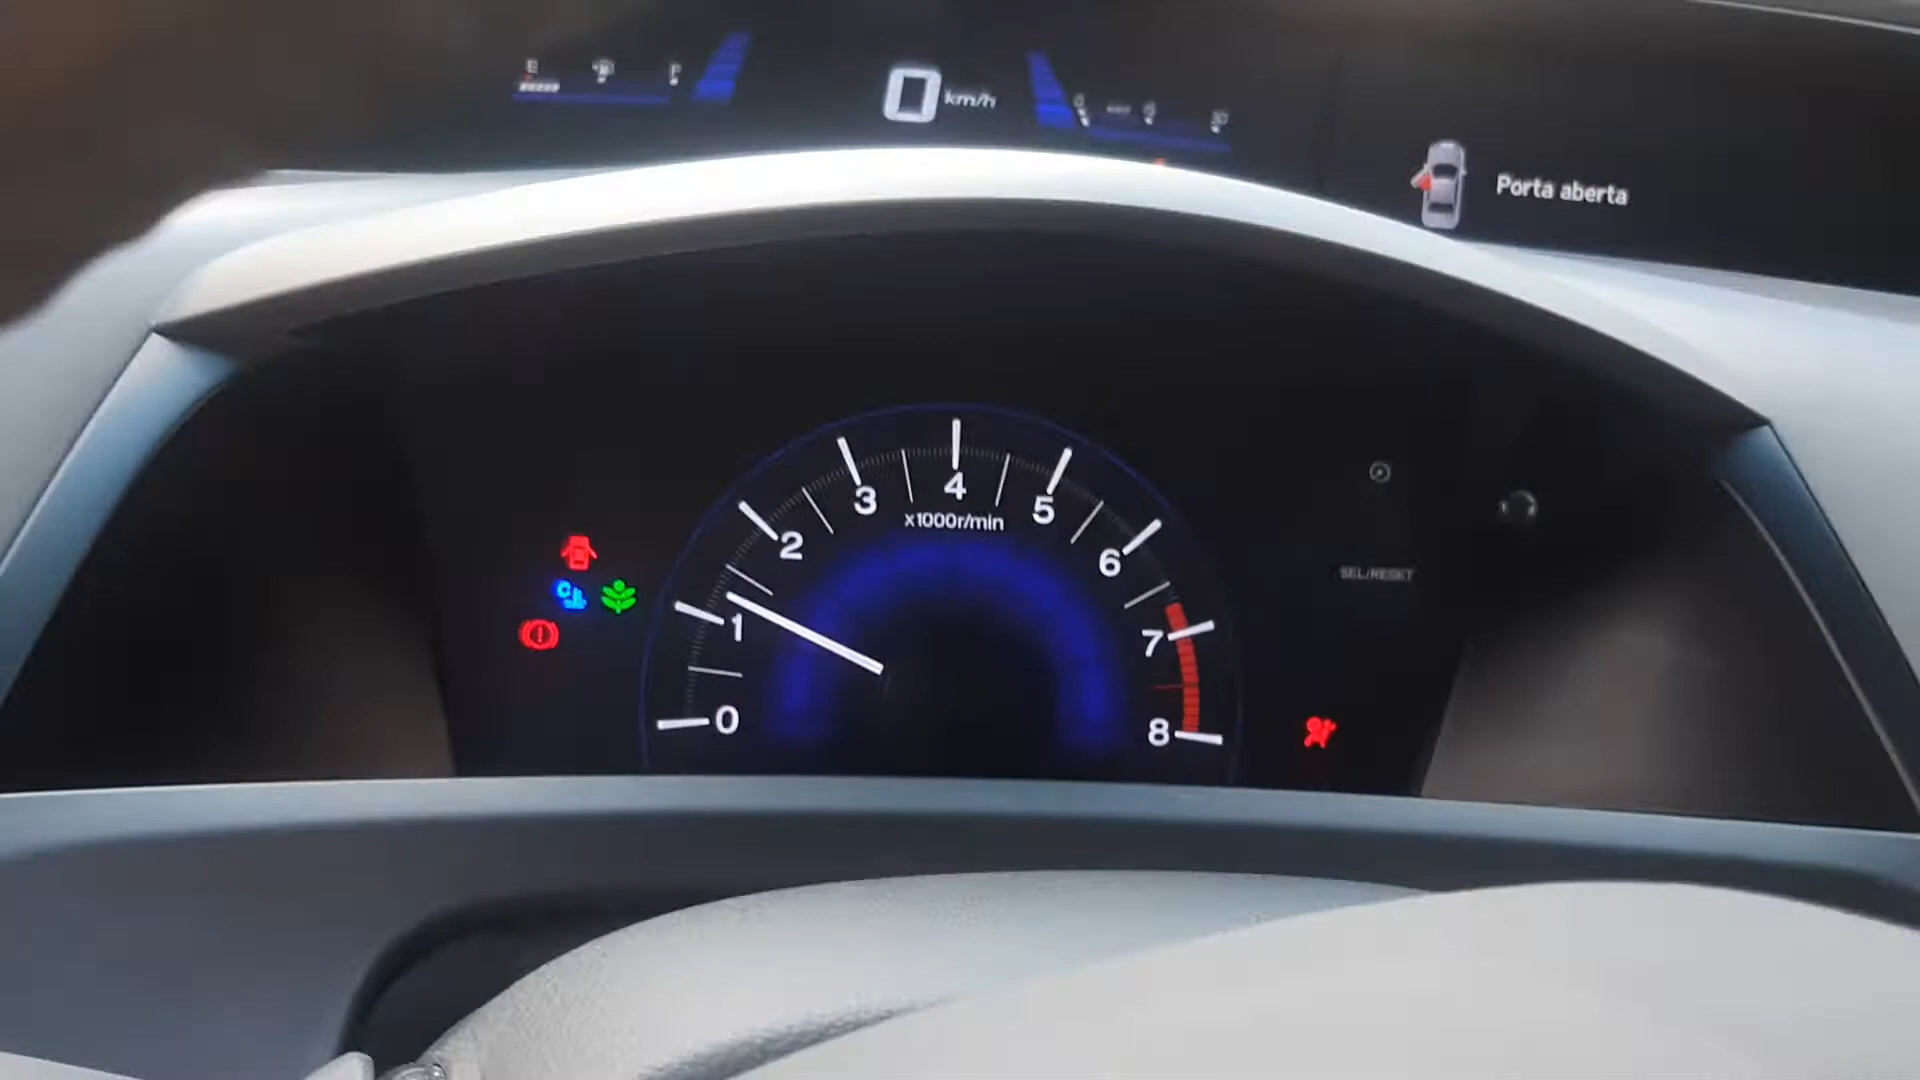 E F
0 km/h
Porta aberta
0 1 2 3 4 5 6 7 8
x1000r/min
SEL/RESET